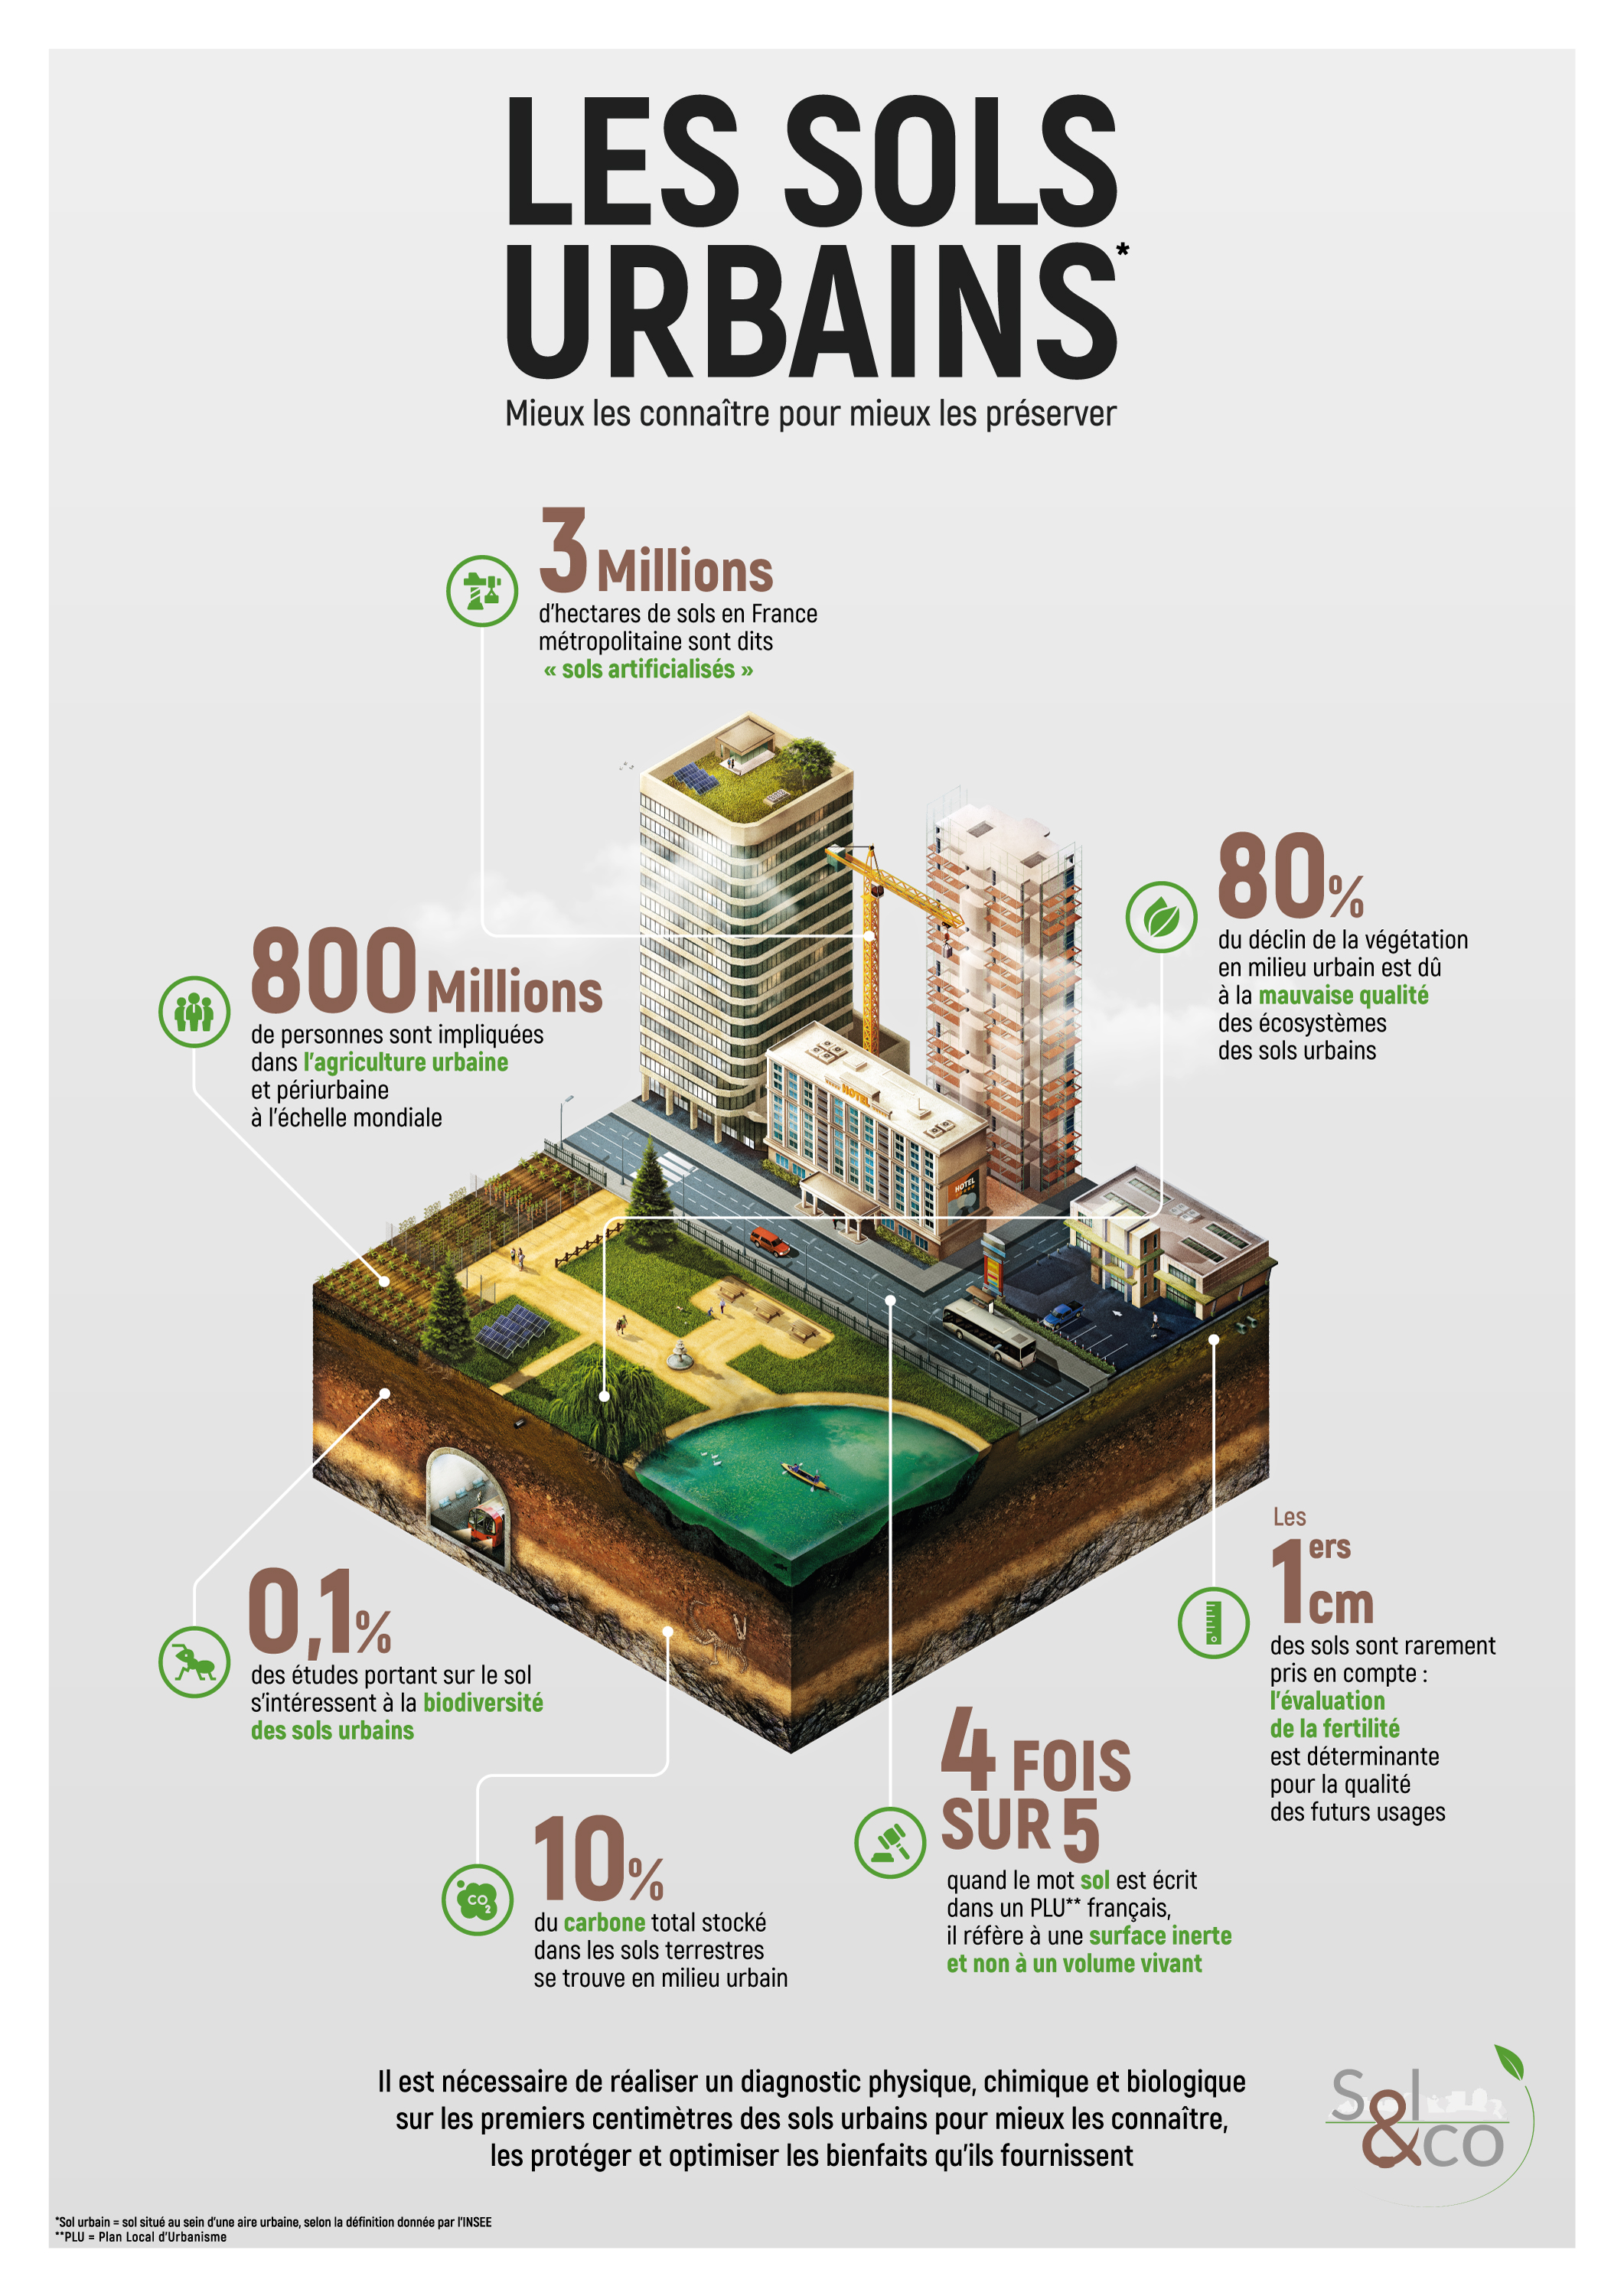 LES SOLS
URBAINS*
Mieux les connaître pour mieux les préserver
3 Millions
d'hectares de sols en France
métropolitaine sont dits
« sols artificialisés »
80%
du déclin de la végétation
en milieu urbain est dû
à la mauvaise qualité
des écosystèmes
des sols urbains
800 Millions
de personnes sont impliquées
dans l'agriculture urbaine
et périurbaine
à l'échelle mondiale
HOTEL
HOTEL
0,1%
des études portant sur le sol
s'intéressent à la biodiversité
des sols urbains
Les
1ers
cm
des sols sont rarement
pris en compte :
l'évaluation
de la fertilité
est déterminante
pour la qualité
des futurs usages
CO2
10%
du carbone total stocké
dans les sols terrestres
se trouve en milieu urbain
4 FOIS
SUR 5
quand le mot sol est écrit
dans un PLU** français,
il réfère à une surface inerte
et non à un volume vivant
Il est nécessaire de réaliser un diagnostic physique, chimique et biologique
sur les premiers centimètres des sols urbains pour mieux les connaître,
les protéger et optimiser les bienfaits qu'ils fournissent
Sol
&co
*Sol urbain = sol situé au sein d'une aire urbaine, selon la définition donnée par l'INSEE
**PLU = Plan Local d'Urbanisme